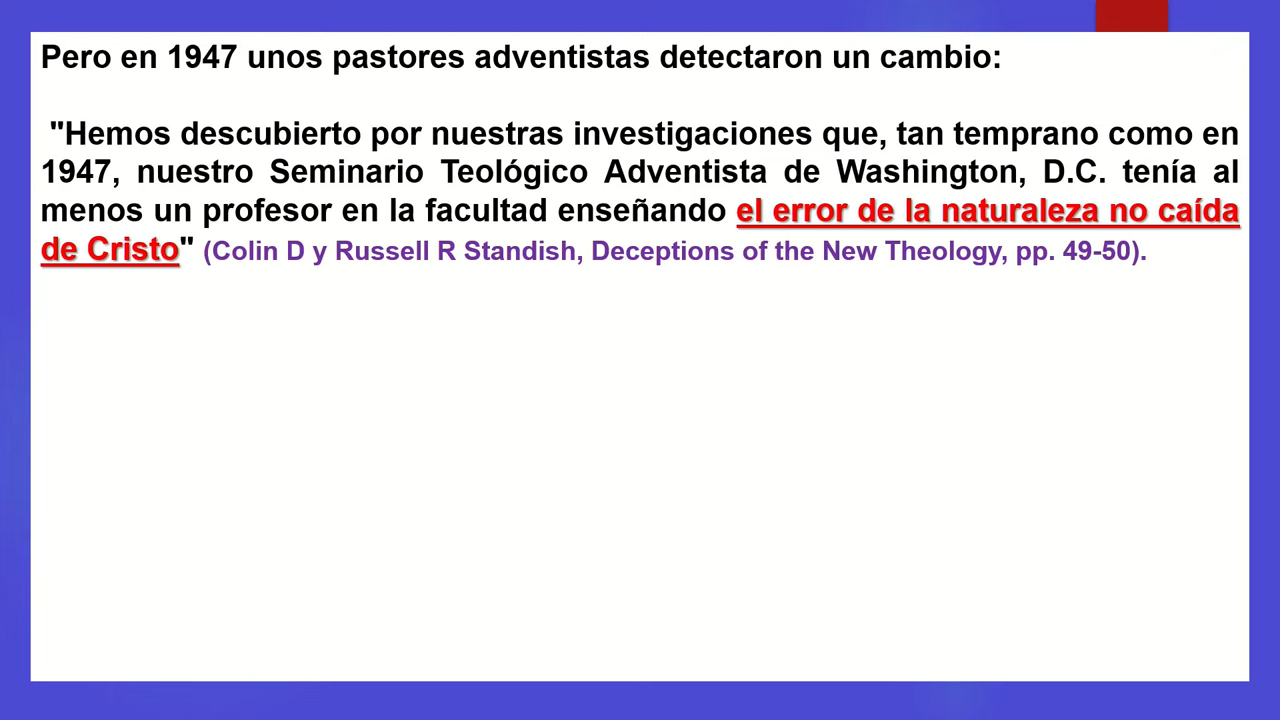 Pero en 1947 unos pastores adventistas detectaron un cambio:
"Hemos descubierto por nuestras investigaciones que, tan temprano como en
1947, nuestro Seminario Teológico Adventista de Washington, D.C. tenía al
menos un profesor en la facultad enseñando el error de la naturaleza no caída
de Cristo" (Colin D y Russell R Standish, Deceptions of the New Theology, pp. 49-50).